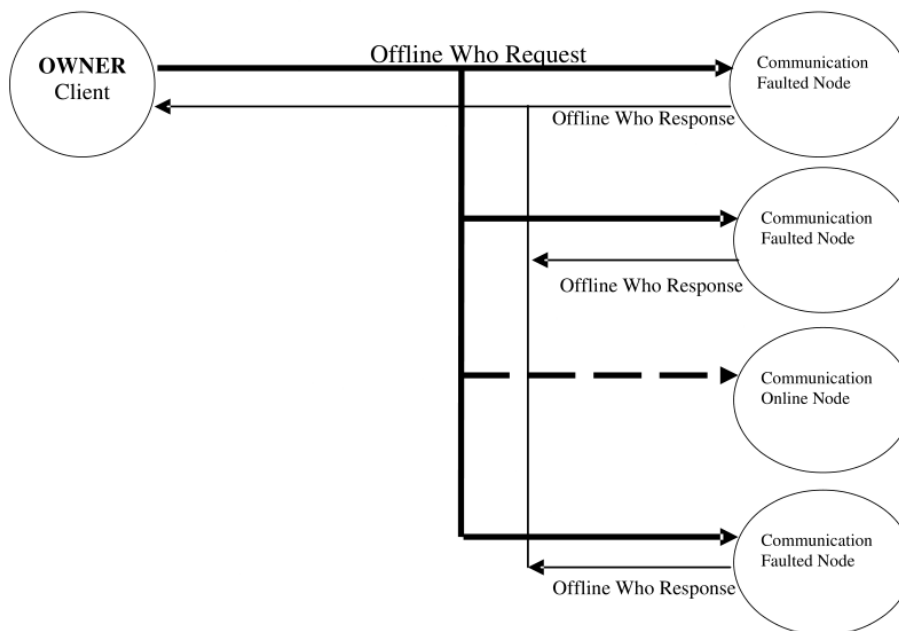 OWNER
Client
Offline Who Request
Communication
Faulted Node
Offline Who Response
Communication
Faulted Node
Offline Who Response
Communication
Online Node
Communication
Faulted Node
Offline Who Response